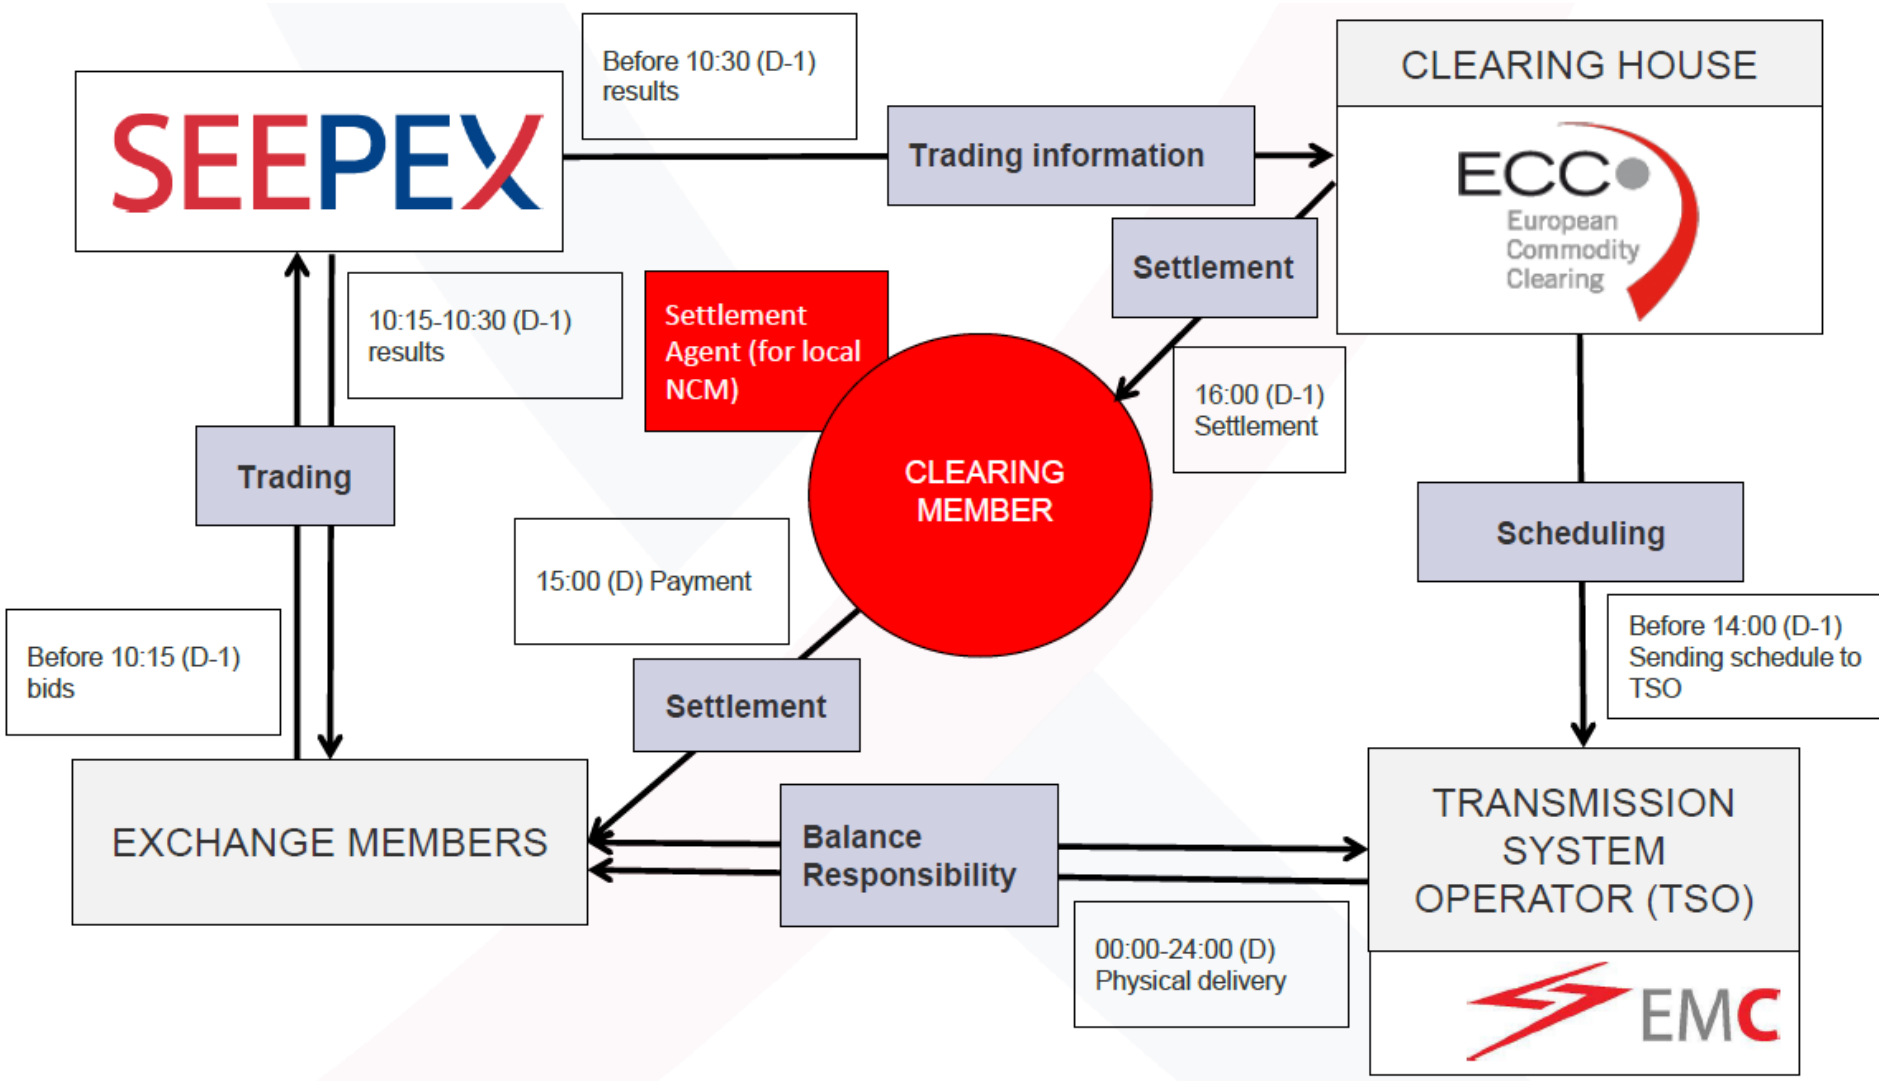 Before 10:30 (D-1)
results
CLEARING HOUSE
SEEPEX
Trading information
ECC
European
Commodity
Clearing
Settlement
10:15-10:30 (D-1)
results
Settlement
Agent (for local
NCM)
16:00 (D-1)
Settlement
Trading
CLEARING
MEMBER
Scheduling
15:00 (D) Payment
Before 10:15 (D-1)
bids
Before 14:00 (D-1)
Sending schedule to
TSO
Settlement
EXCHANGE MEMBERS
Balance
Responsibility
TRANSMISSION
SYSTEM
OPERATOR (TSO)
00:00-24:00 (D)
Physical delivery
EMC